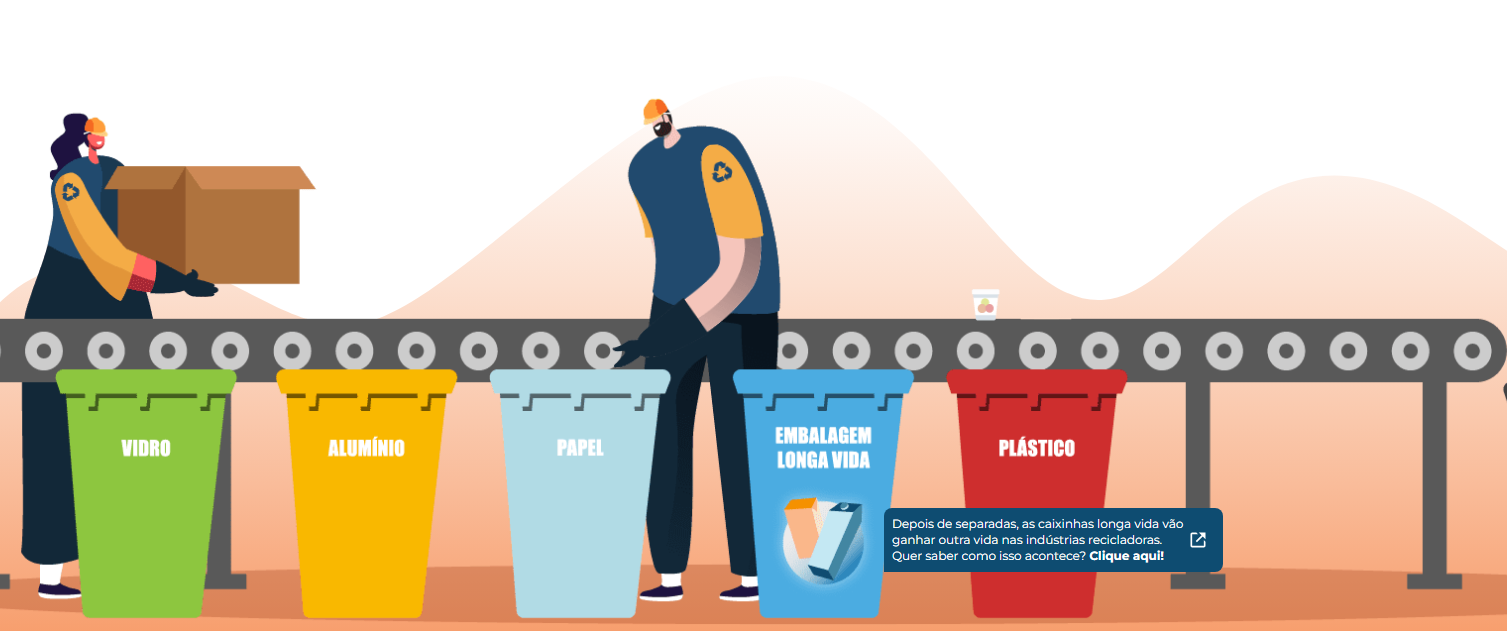 VIDRO
ALUMÍNIO
PAPEL
EMBALAGEM
LONGA VIDA
PLÁSTICO
Depois de separadas, as caixinhas longa vida vão
ganhar outra vida nas indústrias recicladoras.
Quer saber como isso acontece? Clique aqui!